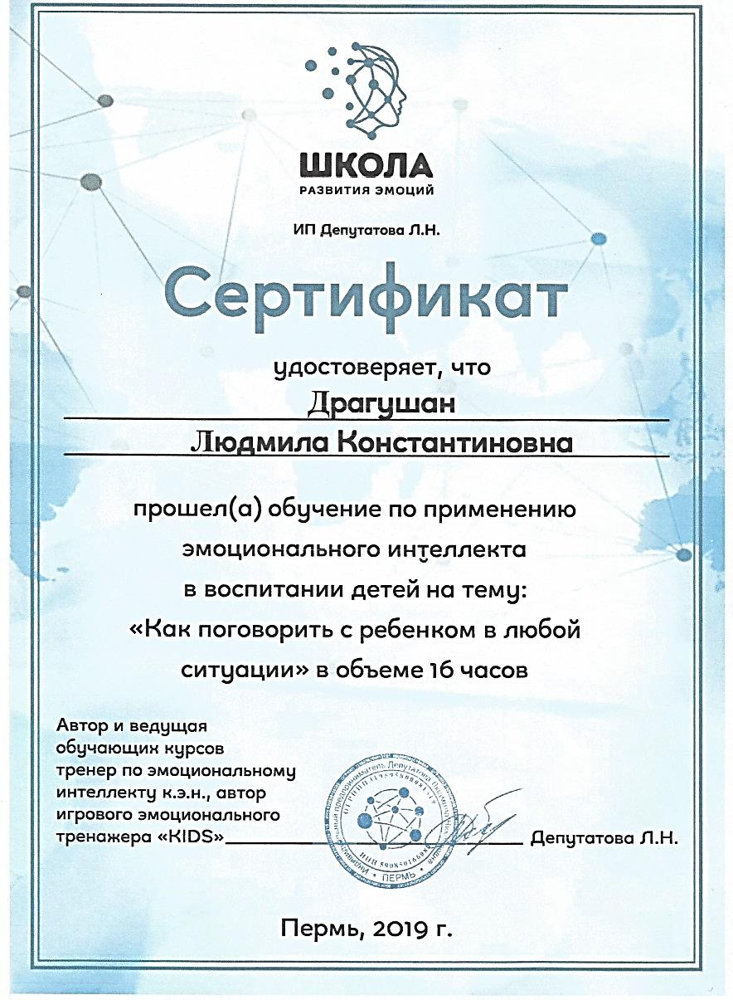 ШКОЛА
РАЗВИТИЯ ЭМОЦИЙ
ИП Депутатова Л.Н.
Сертификат
удостоверяет, что
Драгушан
Людмила Константиновна
прошел(а) обучение по применению
эмоционального интеллекта
в воспитании детей на тему:
«Как поговорить с ребенком в любой
ситуации» в объеме 16 часов
Автор и ведущая
обучающих курсов
тренер по эмоциональному
интеллекту к.э.н., автор
игрового эмоционального
тренажера «KIDS»
Депутатова Л.Н.
предприниматель Депутатова
ПЕРМЬ
Пермь, 2019 г.